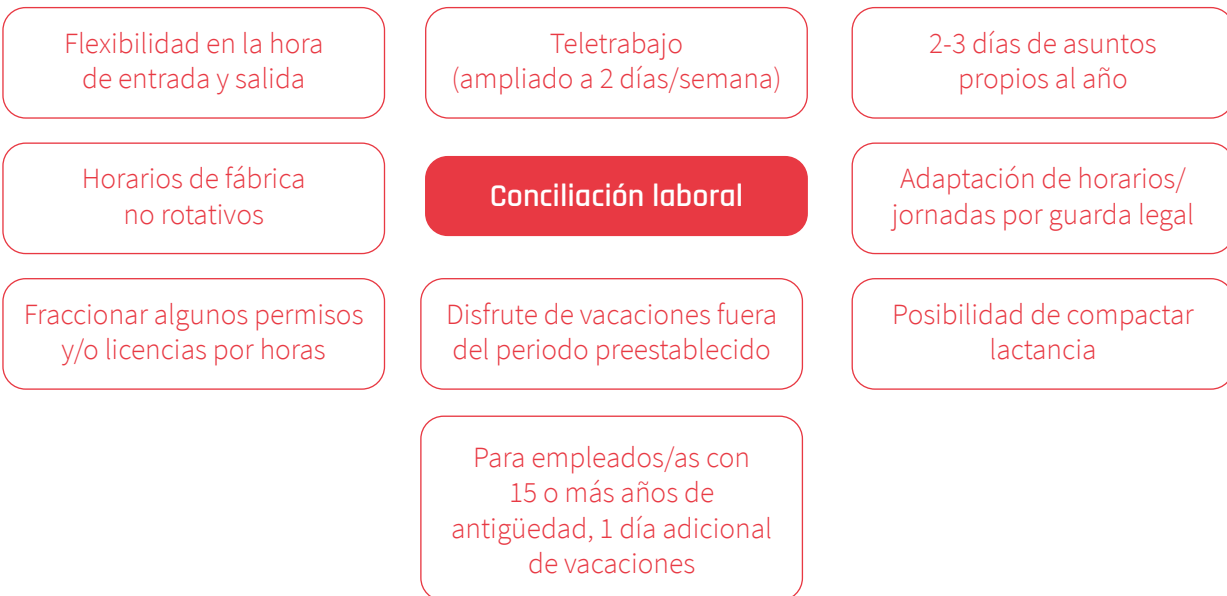 Flexibilidad en la hora
de entrada y salida
Teletrabajo
(ampliado a 2 días/semana)
2-3 días de asuntos
propios al año
Horarios de fábrica
no rotativos
Conciliación laboral
Adaptación de horarios/
jornadas por guarda legal
Fraccionar algunos permisos
y/o licencias por horas
Disfrute de vacaciones fuera
del periodo preestablecido
Posibilidad de compactar
lactancia
Para empleados/as con
15 o más años de
antigüedad, 1 día adicional
de vacaciones